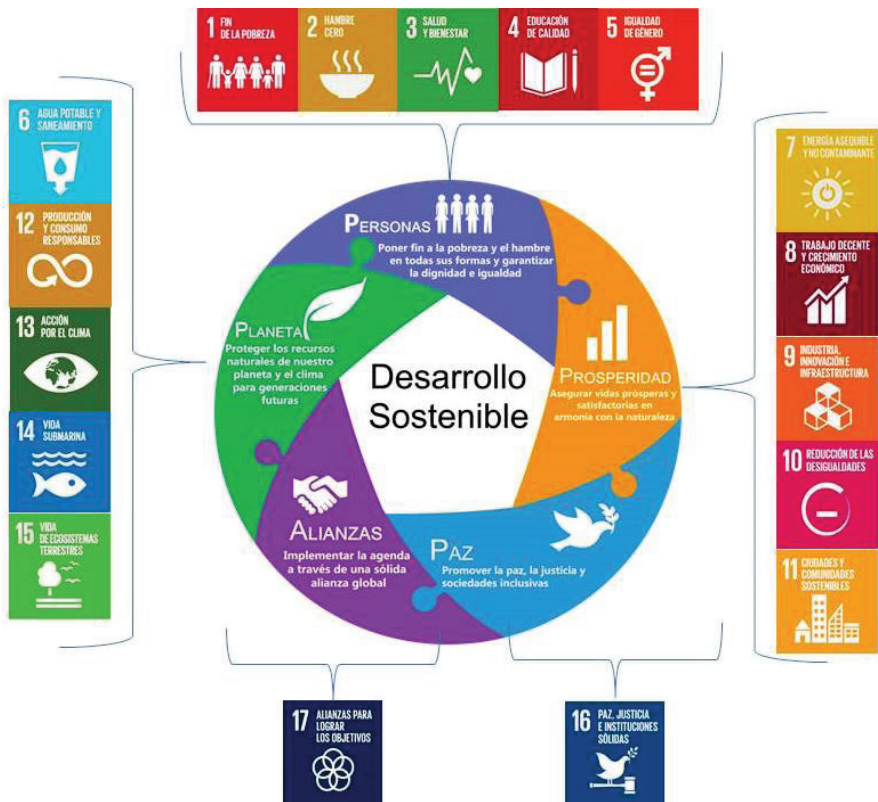 1 FIN
DE LA POBREZA
2 HAMBRE
CERO
3 SALUD
Y BIENESTAR
4 EDUCACIÓN
DE CALIDAD
5 IGUALDAD
DE GÉNERO
6 AGUA POTABLE Y
SANEAMIENTO
12 PRODUCCIÓN
Y CONSUMO
RESPONSABLES
13 ACCIÓN
POR EL CLIMA
14 VIDA
SUBMARINA
15 VIDA
DE ECOSISTEMAS
TERRESTRES
PERSONAS
Poner fin a la pobreza y el hambre
en todas sus formas y garantizar
la dignidad e igualdad
PLANETA
Proteger los recursos
naturales de nuestro
planeta y el clima
para generaciones
futuras
Desarrollo
Sostenible
PROSPERIDAD
Asegurar vidas prósperas y
satisfactorias en
armonía con la naturaleza
ALIANZAS
Implementar la agenda
a través de una sólida
alianza global
PAZ
Promover la paz, la justicia y
sociedades inclusivas
7 ENERGÍA ASEQUIBLE
Y NO CONTAMINANTE
8 TRABAJO DECENTE
Y CRECIMIENTO
ECONÓMICO
9 INDUSTRIA,
INNOVACIÓN E
INFRAESTRUCTURA
10 REDUCCIÓN DE LAS
DESIGUALDADES
11 CIUDADES Y
COMUNIDADES
SOSTENIBLES
17 ALIANZAS PARA
LOGRAR
LOS OBJETIVOS
16 PAZ, JUSTICIA
E INSTITUCIONES
SÓLIDAS